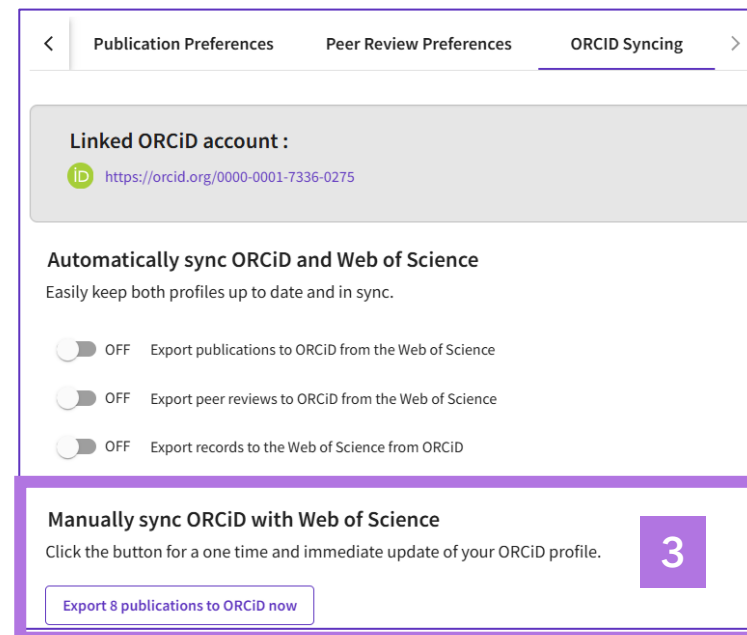 Publication Preferences Peer Review Preferences ORCID Syncing
Linked ORCiD account :
iD https://orcid.org/0000-0001-7336-0275
Automatically sync ORCiD and Web of Science
Easily keep both profiles up to date and in sync.
OFF Export publications to ORCiD from the Web of Science
OFF Export peer reviews to ORCiD from the Web of Science
OFF Export records to the Web of Science from ORCiD
Manually sync ORCiD with Web of Science
Click the button for a one time and immediate update of your ORCiD profile.
3
Export 8 publications to ORCiD now